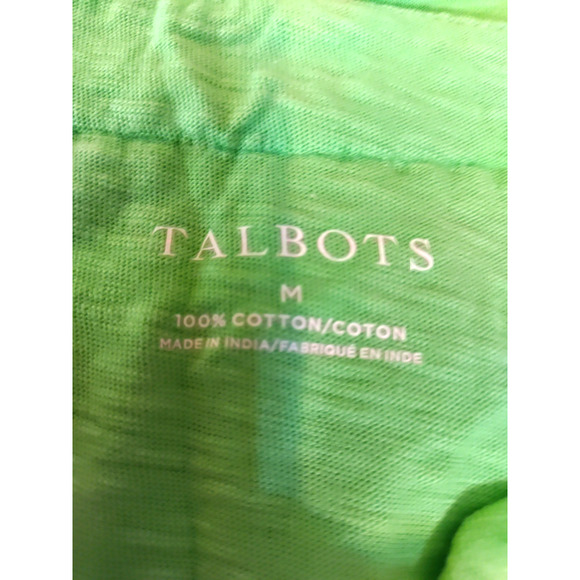 TALBOTS
M
100% COTTON/COTON
MADE IN INDIA/FABRIQUÉ EN INDE